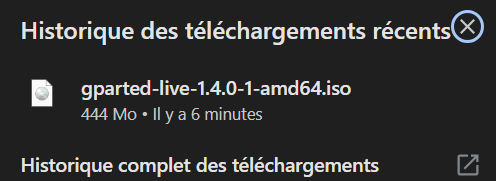 Historique des téléchargements récents
gparted-live-1.4.0-1-amd64.iso
444 Mo • Il y a 6 minutes
Historique complet des téléchargements